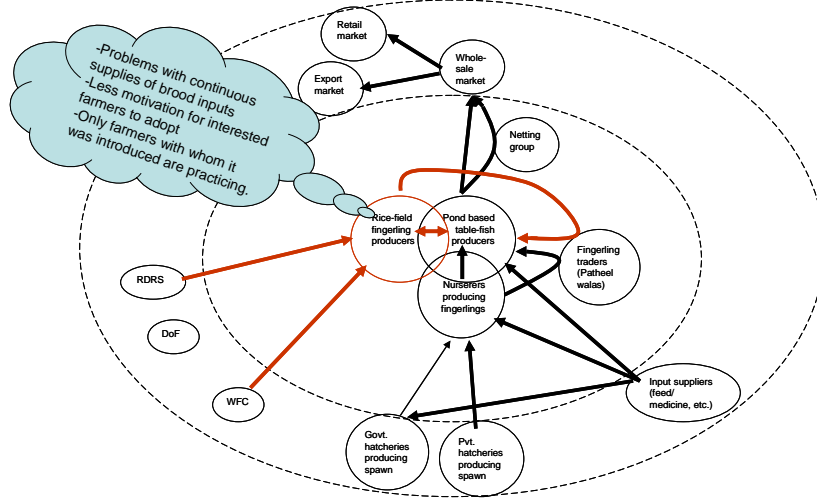 -Problems with continuous
supplies of brood inputs
-Less motivation for interested
farmers to adopt
-Only farmers with whom it
was introduced are practicing.
Retail
market
Export
market
Whole-
sale
market
Netting
group
Rice-field
fingerling
producers
Pond based
table-fish
producers
Fingerling
traders
(Patheel
walas)
Nurserers
producing
fingerlings
RDRS
DoF
WFC
Input suppliers
(feed/
medicine, etc.)
Govt.
hatcheries
producing
spawn
Pvt.
hatcheries
producing
spawn